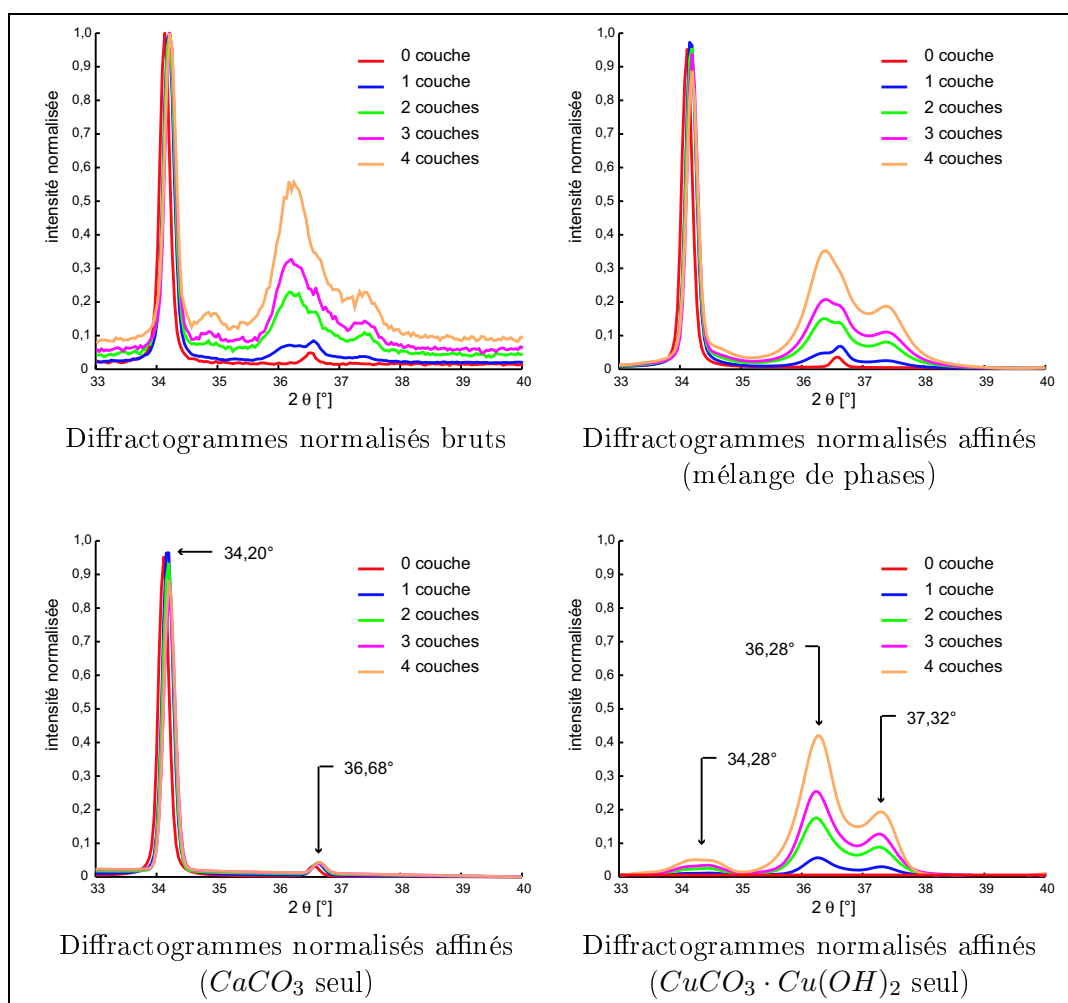 1,0
0,9
0,8
0,7
0,6
0,5
0,4
0,3
0,2
0,1
0
intensité normalisée
0 couche
1 couche
2 couches
3 couches
4 couches
33 34 35 36 37 38 39 40
2 θ [°]
Diffractogrammes normalisés bruts
1,0
0,9
0,8
0,7
0,6
0,5
0,4
0,3
0,2
0,1
0
intensité normalisée
0 couche
1 couche
2 couches
3 couches
4 couches
33 34 35 36 37 38 39 40
2 θ [°]
Diffractogrammes normalisés affinés
(mélange de phases)
1,0
0,9
0,8
0,7
0,6
0,5
0,4
0,3
0,2
0,1
0
intensité normalisée
34,20°
0 couche
1 couche
2 couches
3 couches
4 couches
36,68°
33 34 35 36 37 38 39 40
2 θ [°]
Diffractogrammes normalisés affinés
(CaCO₃ seul)
1,0
0,9
0,8
0,7
0,6
0,5
0,4
0,3
0,2
0,1
0
intensité normalisée
0 couche
1 couche
2 couches
3 couches
4 couches
36,28°
37,32°
34,28°
33 34 35 36 37 38 39 40
2 θ [°]
Diffractogrammes normalisés affinés
(CuCO₃ · Cu(OH)₂ seul)